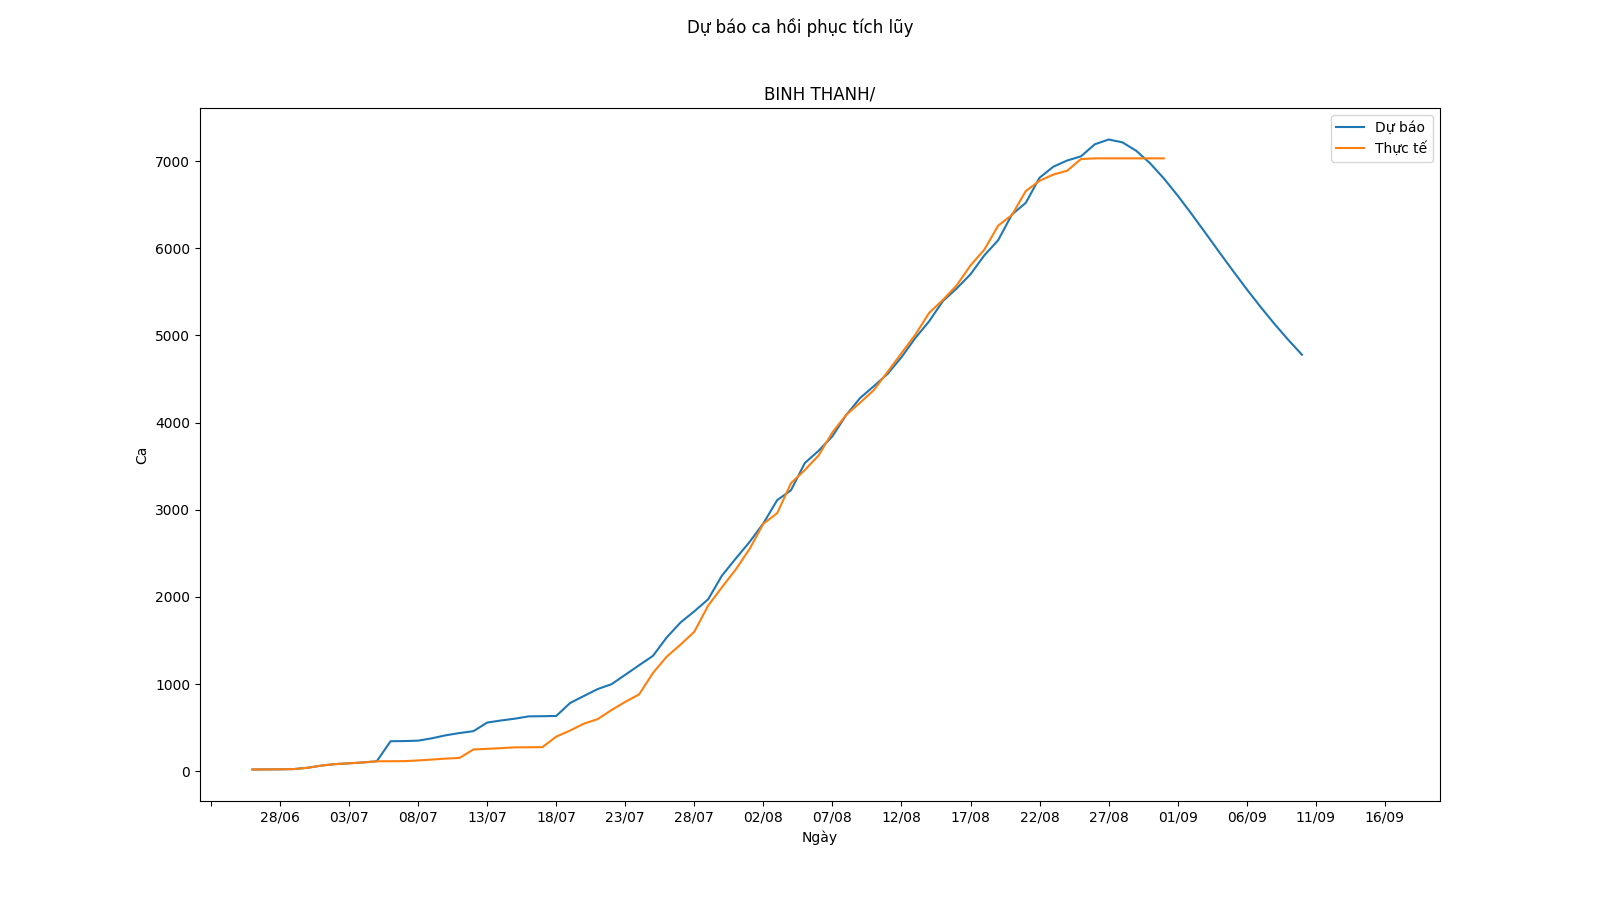 Dự báo ca hồi phục tích lũy
BINH THANH/
Dự báo
Thực tế
7000
6000
5000
4000
3000
2000
1000
0
Ca
28/06 03/07 08/07 13/07 18/07 23/07 28/07 02/08 07/08 12/08 17/08 22/08 27/08 01/09 06/09 11/09 16/09
Ngày